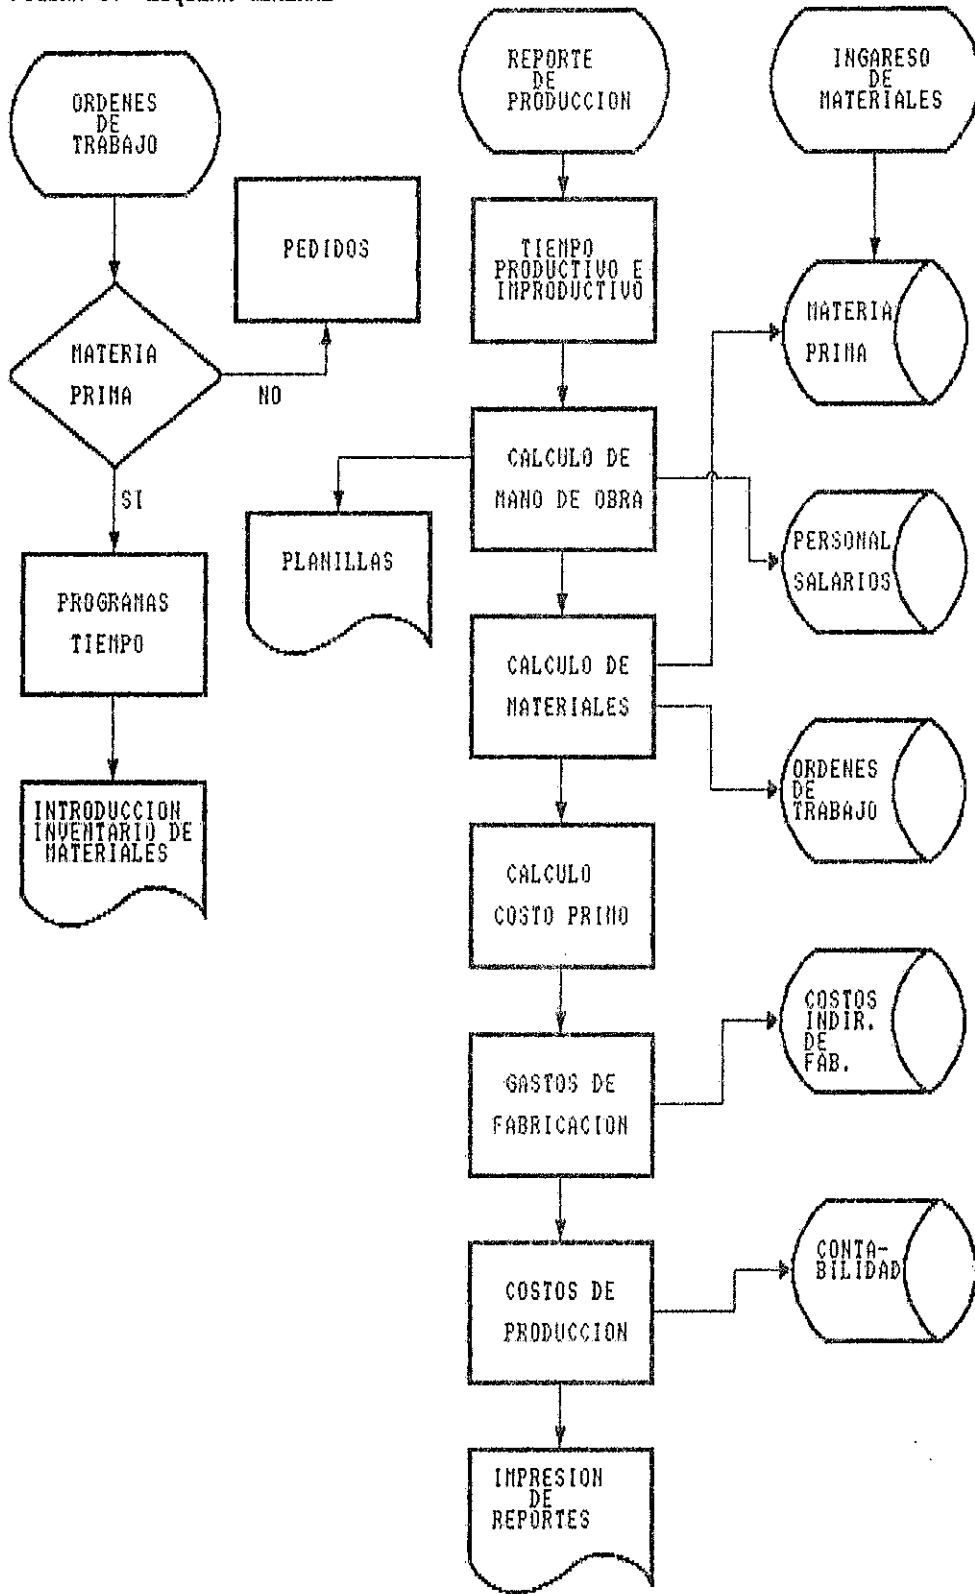 ORDENES
DE
TRABAJO
MATERIA
PRIMA
NO
SI
PEDIDOS
PROGRAMAS
TIEMPO
INTRODUCCION
INVENTARIO DE
MATERIALES
REPORTE
DE
PRODUCCION
TIEMPO
PRODUCTIVO E
IMPRODUCTIVO
CALCULO DE
MANO DE OBRA
PLANILLAS
CALCULO DE
MATERIALES
CALCULO
COSTO PRIMO
GASTOS DE
FABRICACION
COSTOS DE
PRODUCCION
IMPRESION
DE
REPORTES
INGARESO
DE
MATERIALES
MATERIA
PRIMA
PERSONAL
SALARIOS
ORDENES
DE
TRABAJO
COSTOS
INDIR.
DE
FAB.
CONTA-
BILIDAD